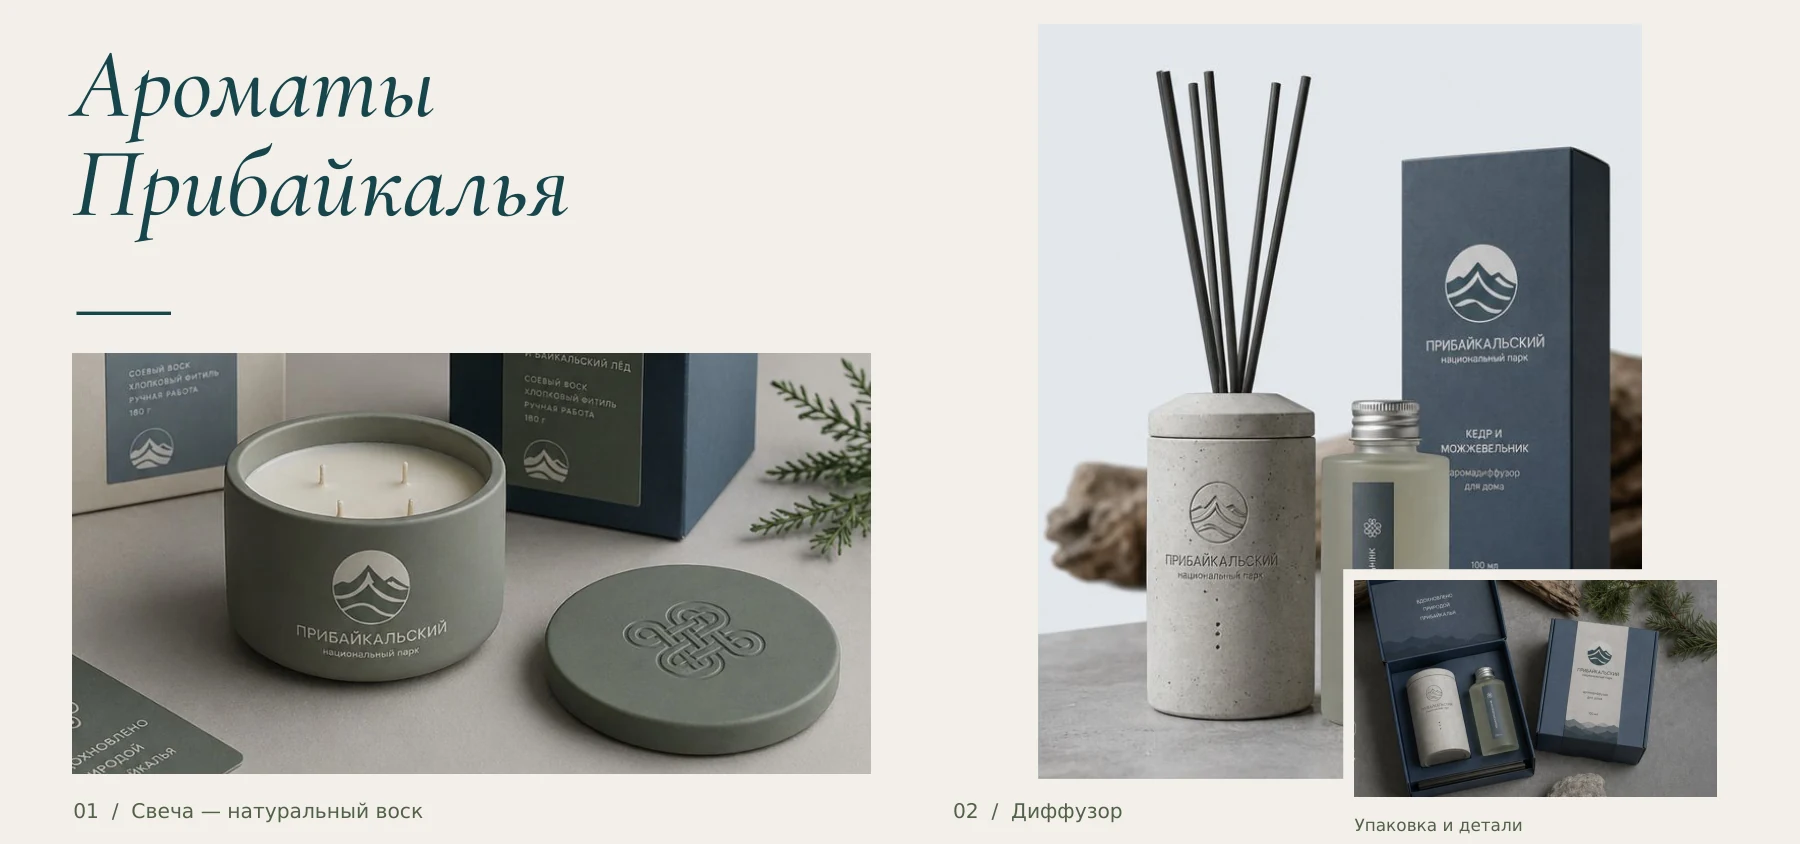 Ароматы
Прибайкалья
СОЕВЫЙ ВОСК
ХЛОПКОВЫЙ ФИТИЛЬ
РУЧНАЯ РАБОТА
180 г
И БАЙКАЛЬСКИЙ ЛЁД
СОЕВЫЙ ВОСК
ХЛОПКОВЫЙ ФИТИЛЬ
РУЧНАЯ РАБОТА
180 г
ПРИБАЙКАЛЬСКИЙ
национальный парк
01 / Свеча — натуральный воск
ПРИБАЙКАЛЬСКИЙ
национальный парк
КЕДР И
МОЖЖЕВЕЛЬНИК
аромадиффузор
для дома
100 мл
ПРИБАЙКАЛЬСКИЙ
национальный парк
02 / Диффузор
ВДОХНОВЛЕНО
ПРИРОДОЙ
ПРИБАЙКАЛЬЯ
ПРИБАЙКАЛЬСКИЙ
Упаковка и детали